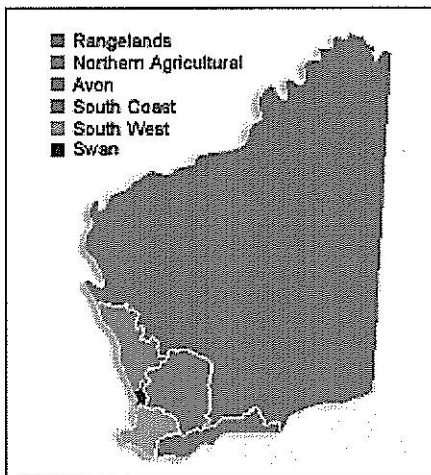 Rangelands
Northern Agricultural
Avon
South Coast
South West
Swan